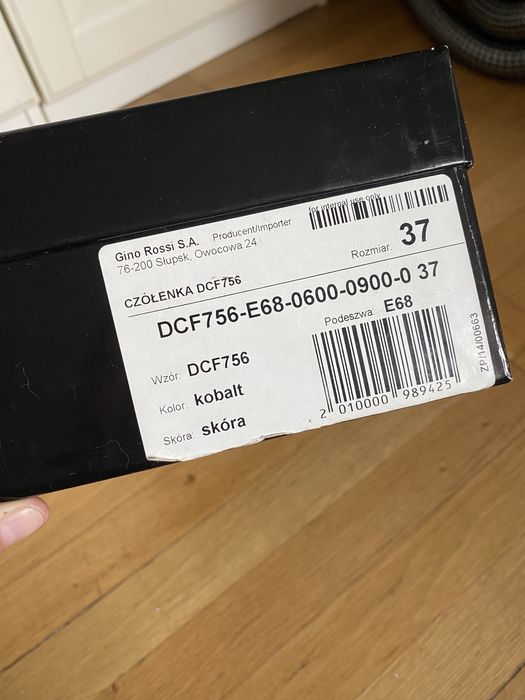 for internal use only
Gino Rossi S.A. Producent/Importer
76-200 Słupsk, Owocowa 24
Rozmiar: 37
CZÓŁENKA DCF756
DCF756-E68-0600-0900-0 37
Podeszwa: E68
Wzór: DCF756
Kolor: kobalt
Skóra: skóra
2 010000 989425
ZP/14/00663